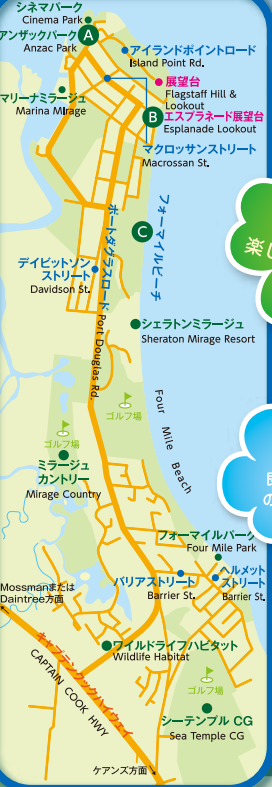 シネマパーク
Cinema Park
アンザックパーク
Anzac Park
A
アイランドポイントロード
Island Point Rd.
展望台
Flagstaff Hill &
Lookout
マリーナミラージュ
Marina Mirage
B
エスプラネード展望台
Esplanade Lookout
マクロッサンストリート
Macrossan St.
フォーマイルビーチ
ポートダグラスロード Port Douglas Rd.
C
デイビットソン
ストリート
Davidson St.
シェラトンミラージュ
Sheraton Mirage Resort
Four Mile Beach
ゴルフ場
ゴルフ場
ミラージュ
カントリー
Mirage Country
フォーマイルパーク
Four Mile Park
バリアストリート
Barrier St.
ヘルメット
ストリート
Barrier St.
Mossmanまたは
Daintree方面
キャプテンクックハイウェイ
CAPTAIN COOK HWY
ワイルドライフハビタット
Wildlife Habitat
ゴルフ場
シーテンプル CG
Sea Temple CG
ケアンズ方面
楽し
の